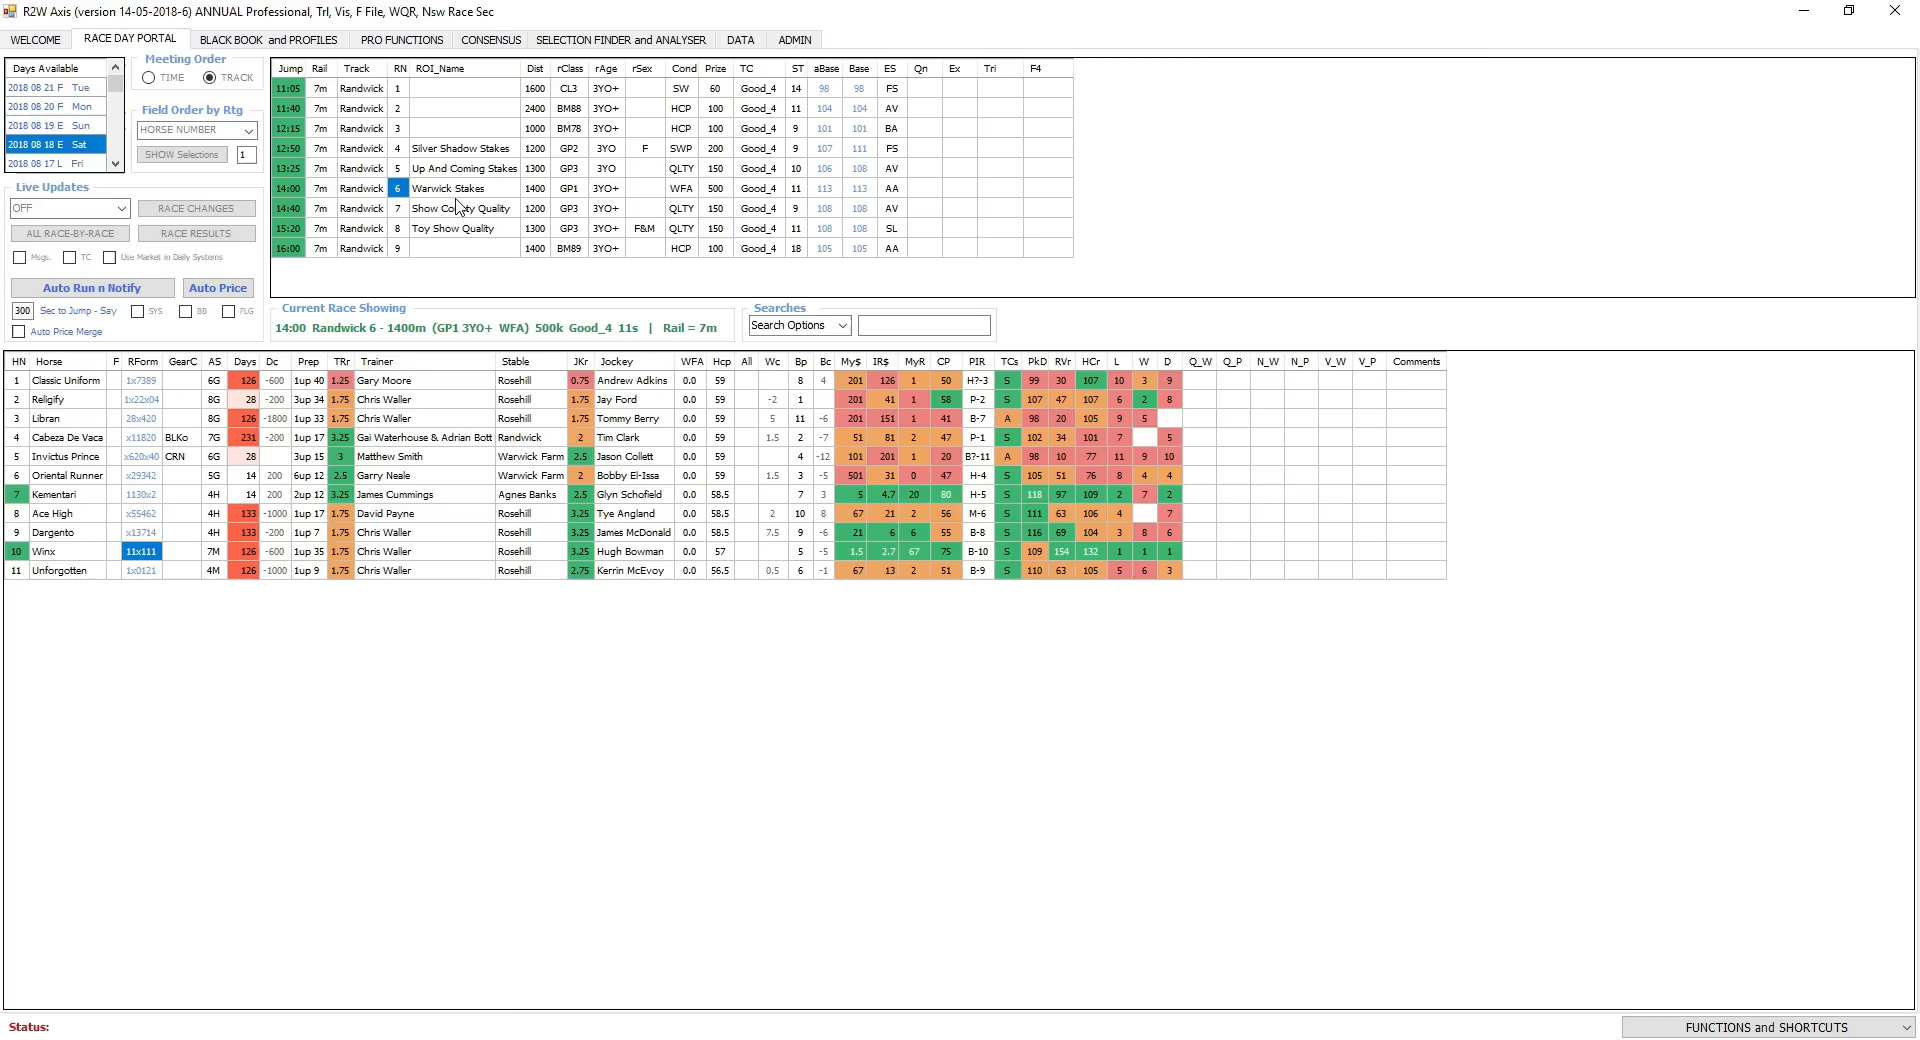 R2W Axis (version 14-05-2018-6) ANNUAL Professional, Trl, Vis, F File, WQR, Nsw Race Sec
WELCOME RACE DAY PORTAL BLACK BOOK and PROFILES PRO FUNCTIONS CONSENSUS SELECTION FINDER and ANALYSER DATA ADMIN
Days Available
2018 08 21 F Tue
2018 08 20 F Mon
2018 08 19 E Sun
2018 08 18 E Sat
2018 08 17 L Fri
Meeting Order
TIME TRACK
Field Order by Rtg
HORSE NUMBER
SHOW Selections 1
Live Updates
OFF RACE CHANGES
ALL RACE-BY-RACE RACE RESULTS
Msgs. TC Use Market in Daily Systems
Auto Run n Notify Auto Price
300 Sec to Jump - Say SYS BB FLG
Auto Price Merge
Jump Rail Track RN ROI_Name Dist rClass rAge rSex Cond Prize TC ST aBase Base ES Qn Ex Tri F4
11:05 7m Randwick 1 1600 CL3 3YO+ SW 60 Good_4 14 98 98 FS
11:40 7m Randwick 2 2400 BM88 3YO+ HCP 100 Good_4 11 104 104 AV
12:15 7m Randwick 3 1000 BM78 3YO+ HCP 100 Good_4 9 101 101 BA
12:50 7m Randwick 4 Silver Shadow Stakes 1200 GP2 3YO F SWP 200 Good_4 9 107 111 FS
13:25 7m Randwick 5 Up And Coming Stakes 1300 GP3 3YO QLTY 150 Good_4 10 106 108 AV
14:00 7m Randwick 6 Warwick Stakes 1400 GP1 3YO+ WFA 500 Good_4 11 113 113 AA
14:40 7m Randwick 7 Show County Quality 1200 GP3 3YO+ QLTY 150 Good_4 9 108 108 AV
15:20 7m Randwick 8 Toy Show Quality 1300 GP3 3YO+ F&M QLTY 150 Good_4 11 108 108 SL
16:00 7m Randwick 9 1400 BM89 3YO+ HCP 100 Good_4 18 105 105 AA
Current Race Showing
14:00 Randwick 6 - 1400m (GP1 3YO+ WFA) 500k Good_4 11s | Rail = 7m
Searches
Search Options
HN Horse F RForm GearC AS Days Dc Prep TRr Trainer Stable JKr Jockey WFA Hcp All Wc Bp Bc My$ IR$ MyR CP PIR TCs PkD RVr HCr L W D Q_W Q_P N_W N_P V_W V_P Comments
1 Classic Uniform 1x7389 6G 126 -600 1up 40 1.25 Gary Moore Rosehill 0.75 Andrew Adkins 0.0 59 8 4 201 126 1 50 H?-3 S 99 30 107 10 3 9
2 Religify 1x22x04 8G 28 -200 3up 34 1.75 Chris Waller Rosehill 1.75 Jay Ford 0.0 59 -2 1 201 41 1 58 P-2 S 107 47 107 6 2 8
3 Libran 28x420 8G 126 -1800 1up 33 1.75 Chris Waller Rosehill 1.75 Tommy Berry 0.0 59 5 11 -6 201 151 1 41 B-7 A 98 20 105 9 5
4 Cabeza De Vaca x11820 BLKo 7G 231 -200 1up 17 3.25 Gai Waterhouse & Adrian Bott Randwick 2 Tim Clark 0.0 59 1.5 2 -7 51 81 2 47 P-1 S 102 34 101 7 5
5 Invictus Prince x620x40 CRN 6G 28 3up 15 3 Matthew Smith Warwick Farm 2.5 Jason Collett 0.0 59 4 -12 101 201 1 20 B?-11 A 98 10 77 11 9 10
6 Oriental Runner x29342 5G 14 200 6up 12 2.5 Garry Neale Warwick Farm 2 Bobby El-Issa 0.0 59 1.5 3 -5 501 31 0 47 H-4 S 105 51 76 8 4 4
7 Kementari 1130x2 4H 14 200 2up 12 3.25 James Cummings Agnes Banks 2.5 Glyn Schofield 0.0 58.5 7 3 5 4.7 20 80 H-5 S 118 97 109 2 7 2
8 Ace High x55462 4H 133 -1000 1up 17 1.75 David Payne Rosehill 3.25 Tye Angland 0.0 58.5 2 10 8 67 21 2 56 M-6 S 111 63 106 4 7
9 Dargento x13714 4H 133 -200 1up 7 1.75 Chris Waller Rosehill 3.25 James McDonald 0.0 58.5 7.5 9 -6 21 6 6 55 B-8 S 116 69 104 3 8 6
10 Winx 11x111 7M 126 -600 1up 35 1.75 Chris Waller Rosehill 3.25 Hugh Bowman 0.0 57 5 -5 1.5 2.7 67 75 B-10 S 109 154 132 1 1 1
11 Unforgotten 1x0121 4M 126 -1000 1up 9 1.75 Chris Waller Rosehill 2.75 Kerrin McEvoy 0.0 56.5 0.5 6 -1 67 13 2 51 B-9 S 110 63 105 5 6 3
Status:
FUNCTIONS and SHORTCUTS